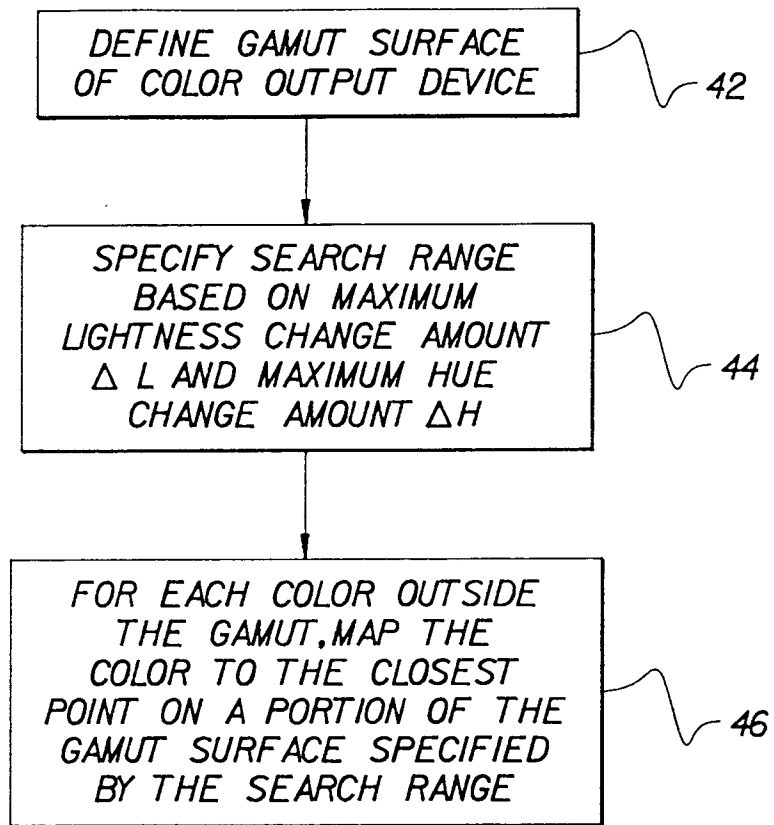 DEFINE GAMUT SURFACE
OF COLOR OUTPUT DEVICE
42
SPECIFY SEARCH RANGE
BASED ON MAXIMUM
LIGHTNESS CHANGE AMOUNT
Δ L AND MAXIMUM HUE
CHANGE AMOUNT ΔH
44
FOR EACH COLOR OUTSIDE
THE GAMUT, MAP THE
COLOR TO THE CLOSEST
POINT ON A PORTION OF THE
GAMUT SURFACE SPECIFIED
BY THE SEARCH RANGE
46